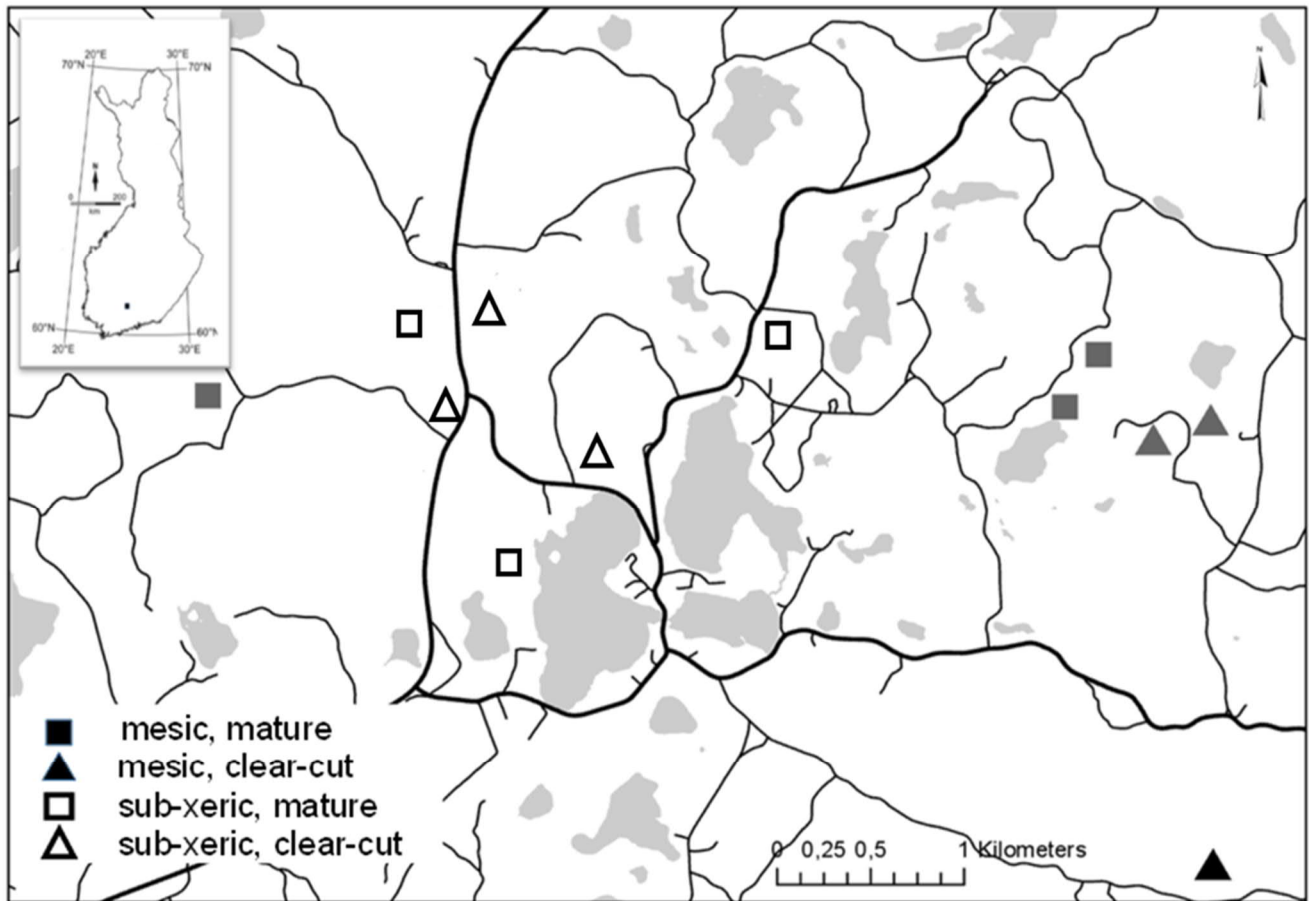 20°E 30°E
70°N 70°N
N
0 200
km
60°N 60°N
20°E 30°E
N
mesic, mature
mesic, clear-cut
sub-xeric, mature
sub-xeric, clear-cut
0 0,25 0,5 1 Kilometers